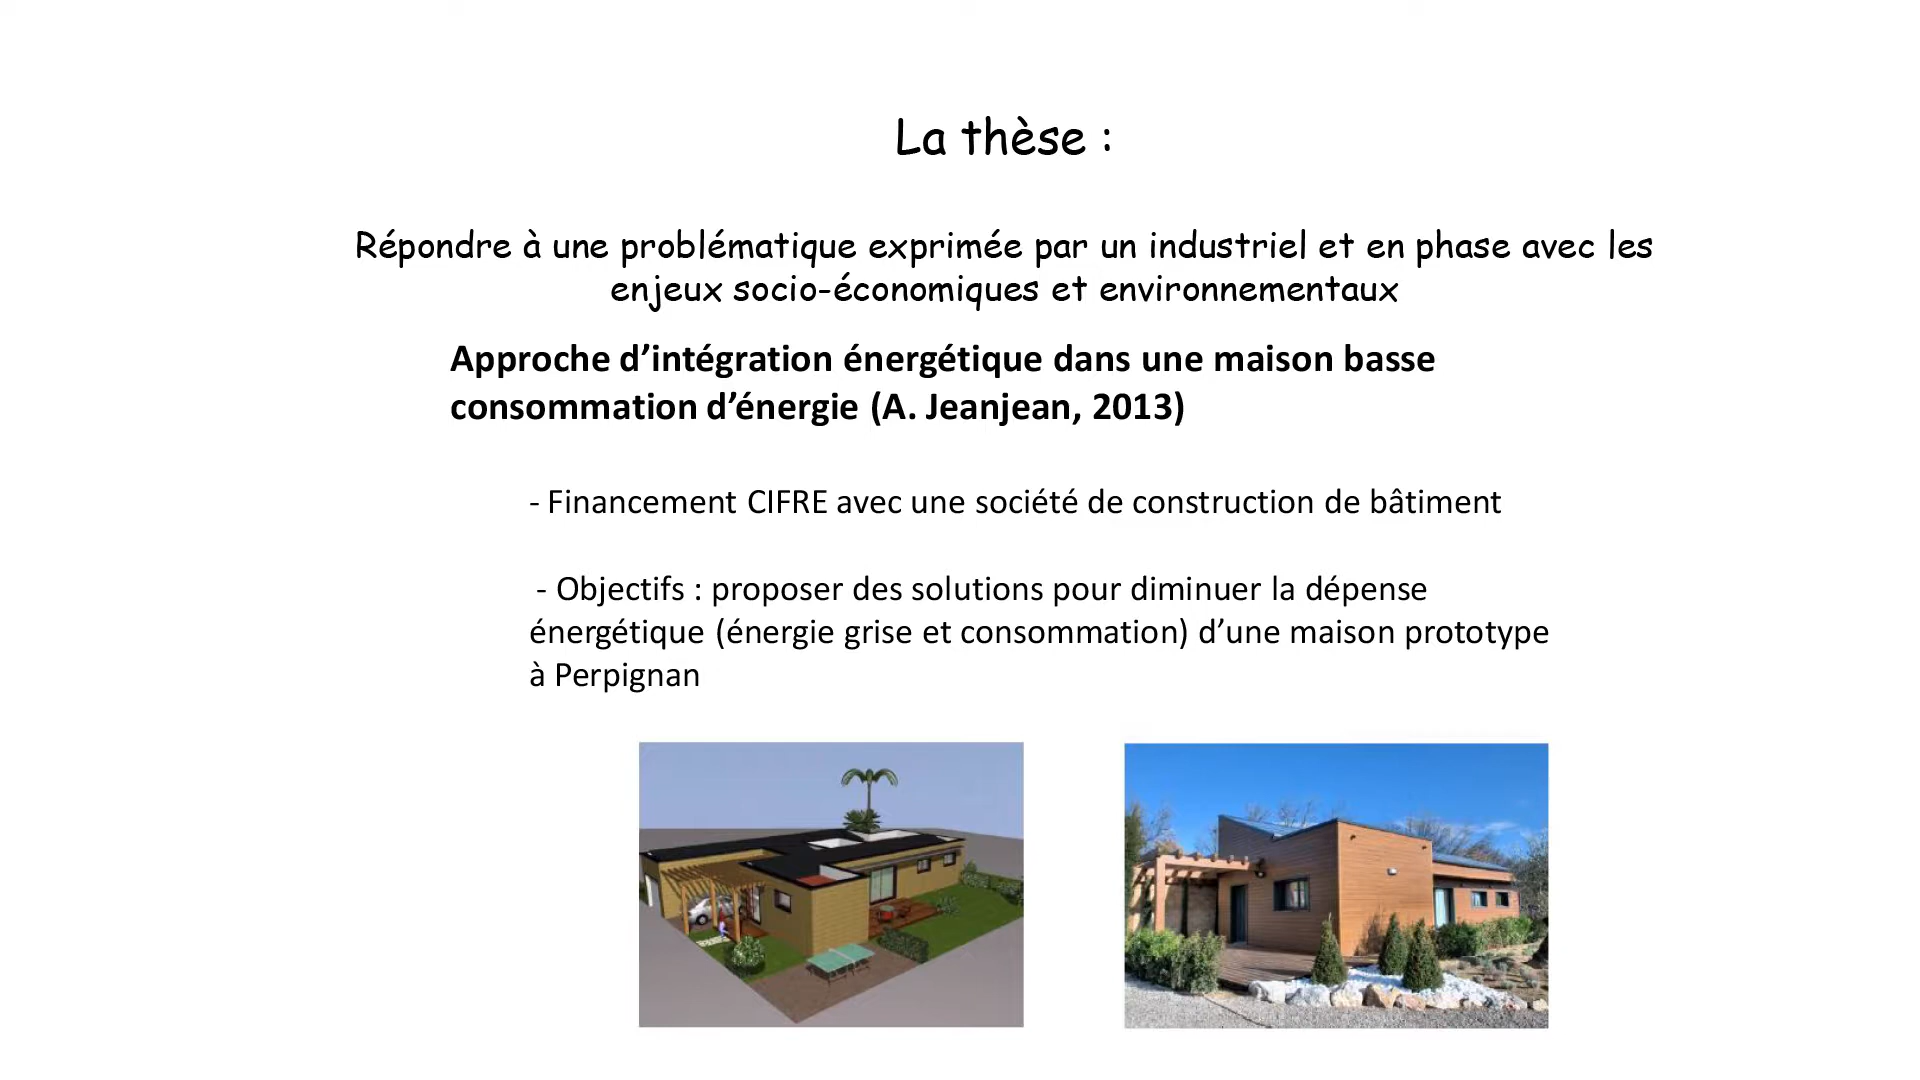 La thèse :
Répondre à une problématique exprimée par un industriel et en phase avec les
enjeux socio-économiques et environnementaux
Approche d’intégration énergétique dans une maison basse
consommation d’énergie (A. Jeanjean, 2013)
- Financement CIFRE avec une société de construction de bâtiment
- Objectifs : proposer des solutions pour diminuer la dépense
énergétique (énergie grise et consommation) d’une maison prototype
à Perpignan